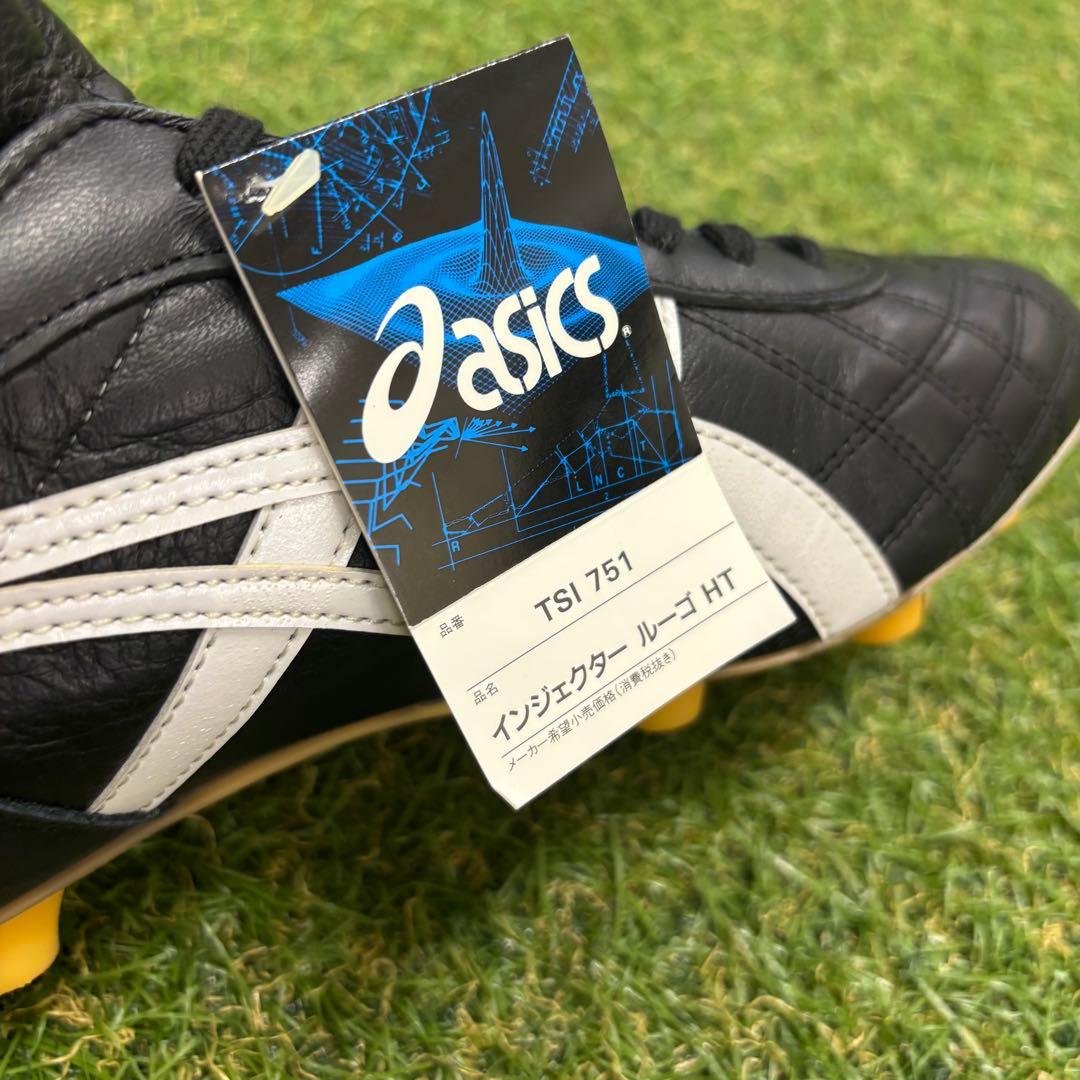 asics®
L N C T
2
R
品番 TSI 751
品名 インジェクター ルーゴ HT
メーカー希望小売価格(消費税抜き)